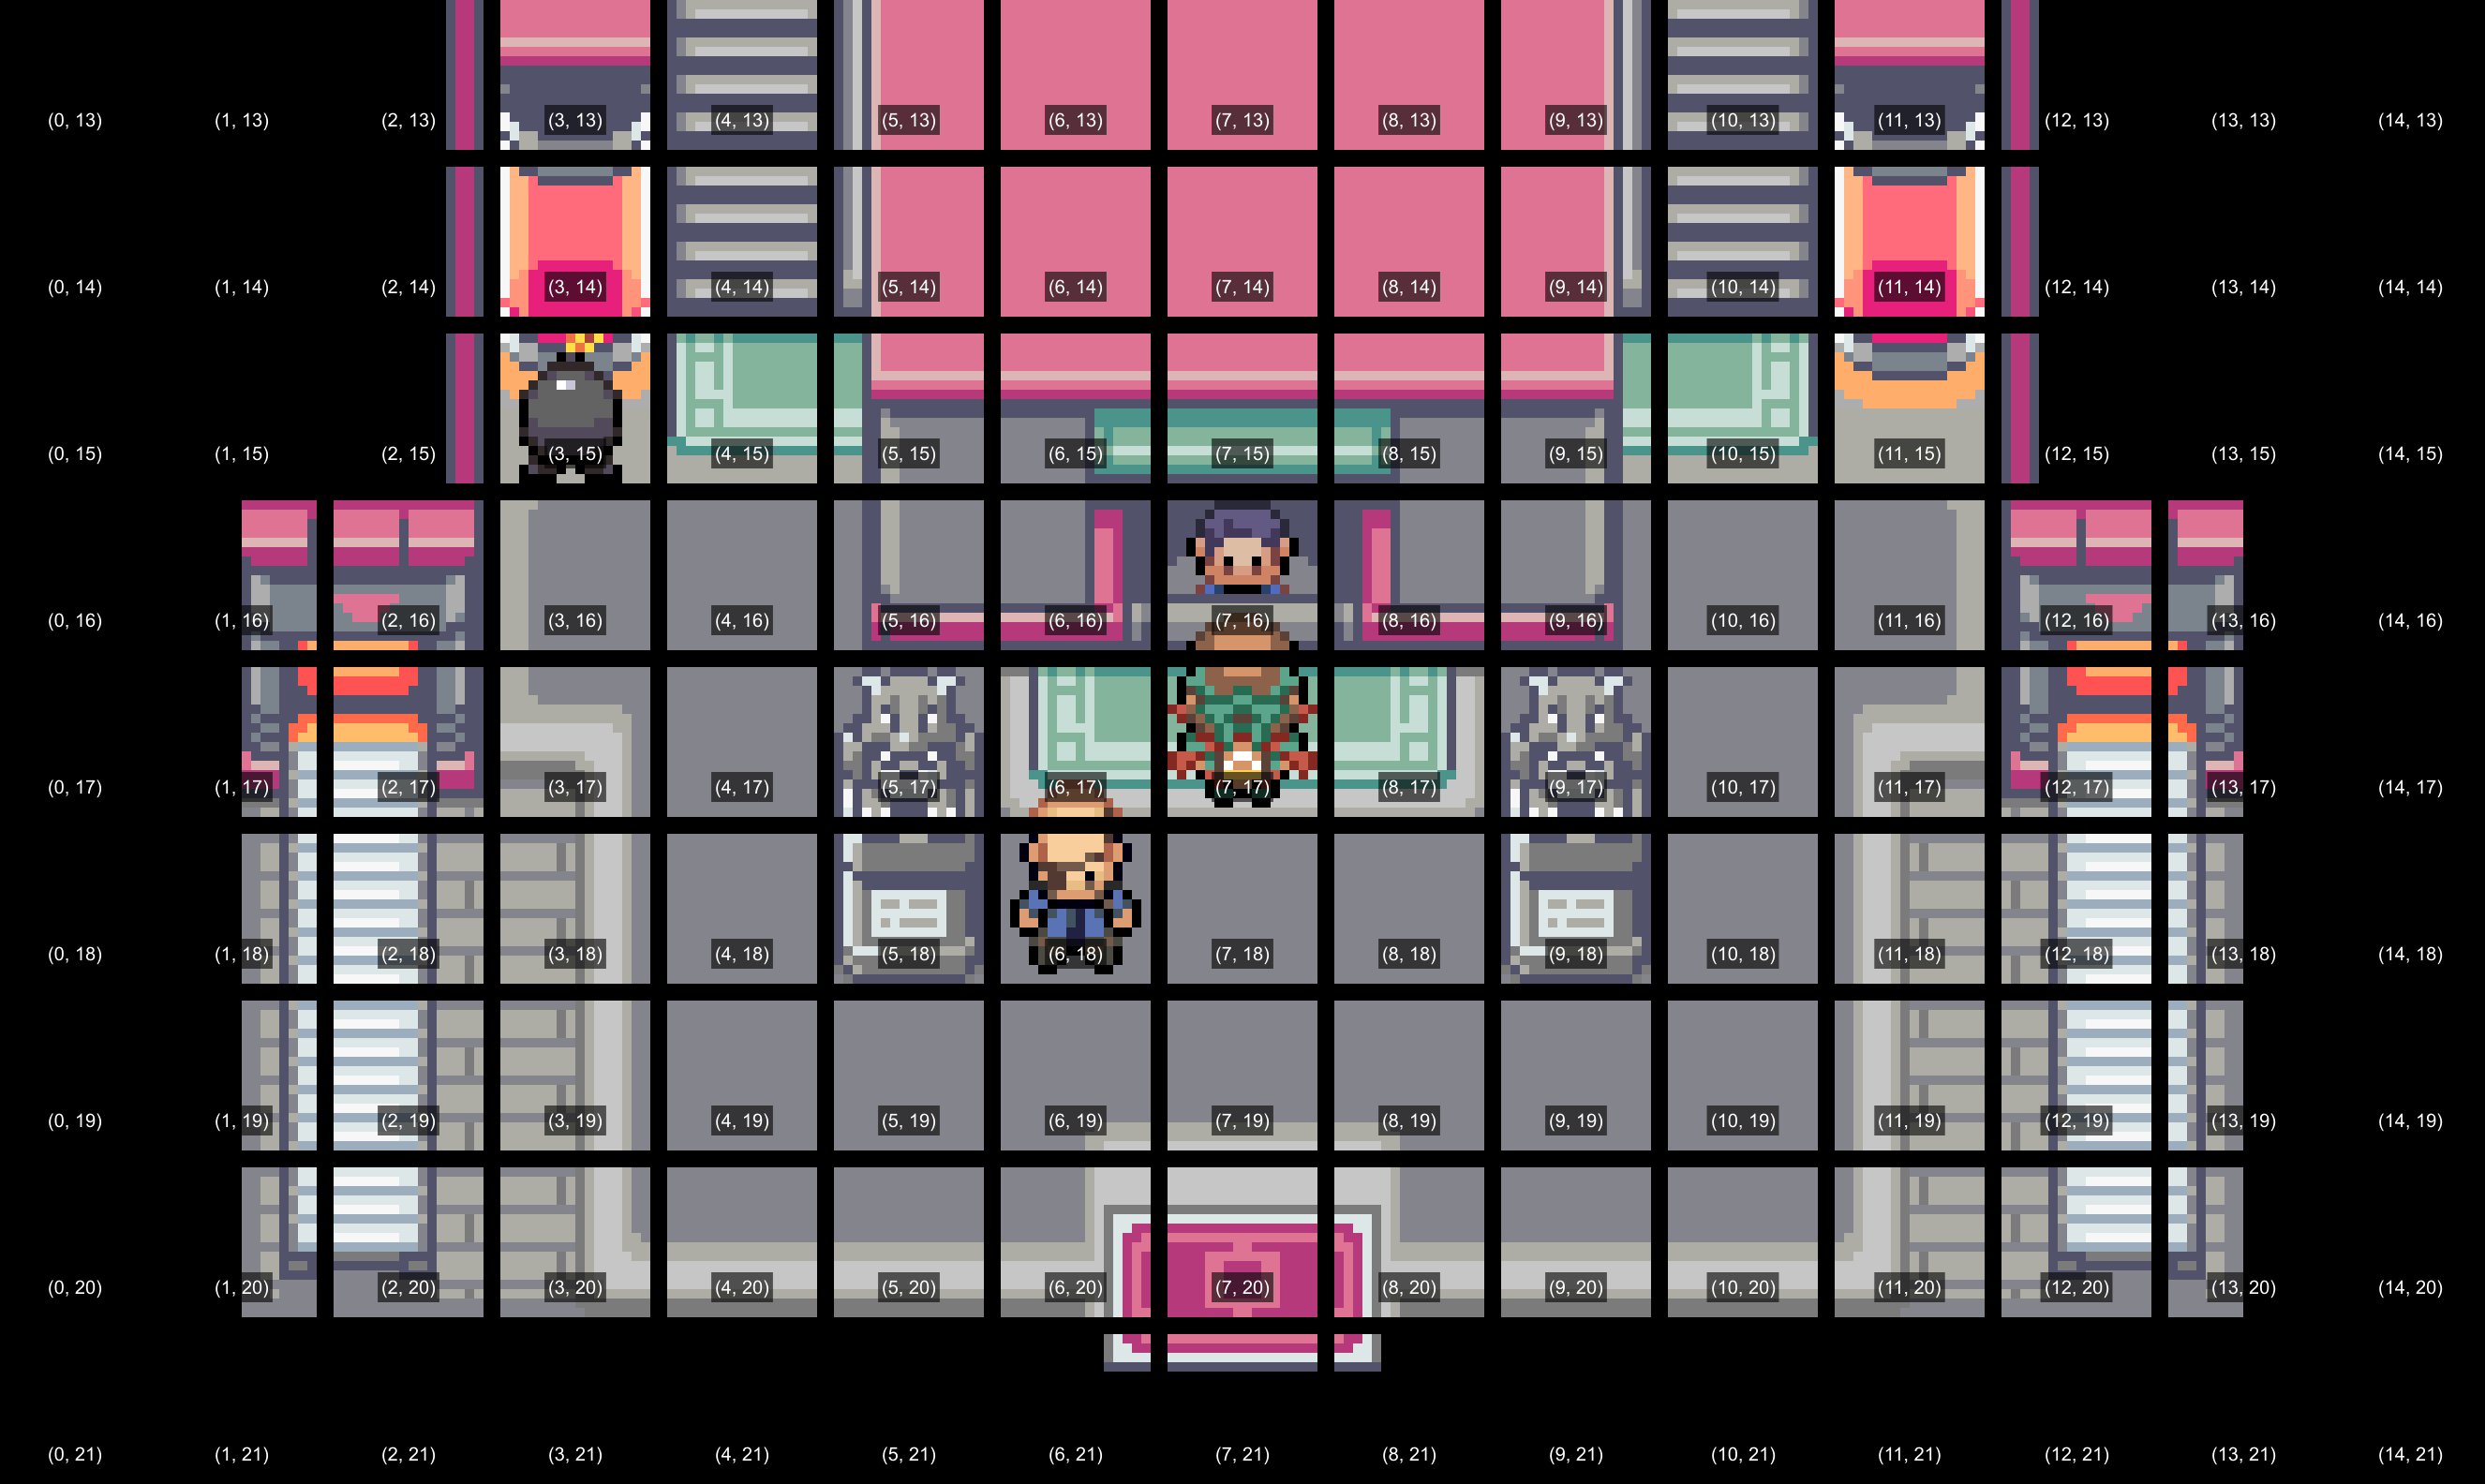 (0, 13) (1, 13) (2, 13) (3, 13) (4, 13) (5, 13) (6, 13) (7, 13) (8, 13) (9, 13) (10, 13) (11, 13) (12, 13) (13, 13) (14, 13)
(0, 14) (1, 14) (2, 14) (3, 14) (4, 14) (5, 14) (6, 14) (7, 14) (8, 14) (9, 14) (10, 14) (11, 14) (12, 14) (13, 14) (14, 14)
(0, 15) (1, 15) (2, 15) (3, 15) (4, 15) (5, 15) (6, 15) (7, 15) (8, 15) (9, 15) (10, 15) (11, 15) (12, 15) (13, 15) (14, 15)
(0, 16) (1, 16) (2, 16) (3, 16) (4, 16) (5, 16) (6, 16) (7, 16) (8, 16) (9, 16) (10, 16) (11, 16) (12, 16) (13, 16) (14, 16)
(0, 17) (1, 17) (2, 17) (3, 17) (4, 17) (5, 17) (6, 17) (7, 17) (8, 17) (9, 17) (10, 17) (11, 17) (12, 17) (13, 17) (14, 17)
(0, 18) (1, 18) (2, 18) (3, 18) (4, 18) (5, 18) (6, 18) (7, 18) (8, 18) (9, 18) (10, 18) (11, 18) (12, 18) (13, 18) (14, 18)
(0, 19) (1, 19) (2, 19) (3, 19) (4, 19) (5, 19) (6, 19) (7, 19) (8, 19) (9, 19) (10, 19) (11, 19) (12, 19) (13, 19) (14, 19)
(0, 20) (1, 20) (2, 20) (3, 20) (4, 20) (5, 20) (6, 20) (7, 20) (8, 20) (9, 20) (10, 20) (11, 20) (12, 20) (13, 20) (14, 20)
(0, 21) (1, 21) (2, 21) (3, 21) (4, 21) (5, 21) (6, 21) (7, 21) (8, 21) (9, 21) (10, 21) (11, 21) (12, 21) (13, 21) (14, 21)